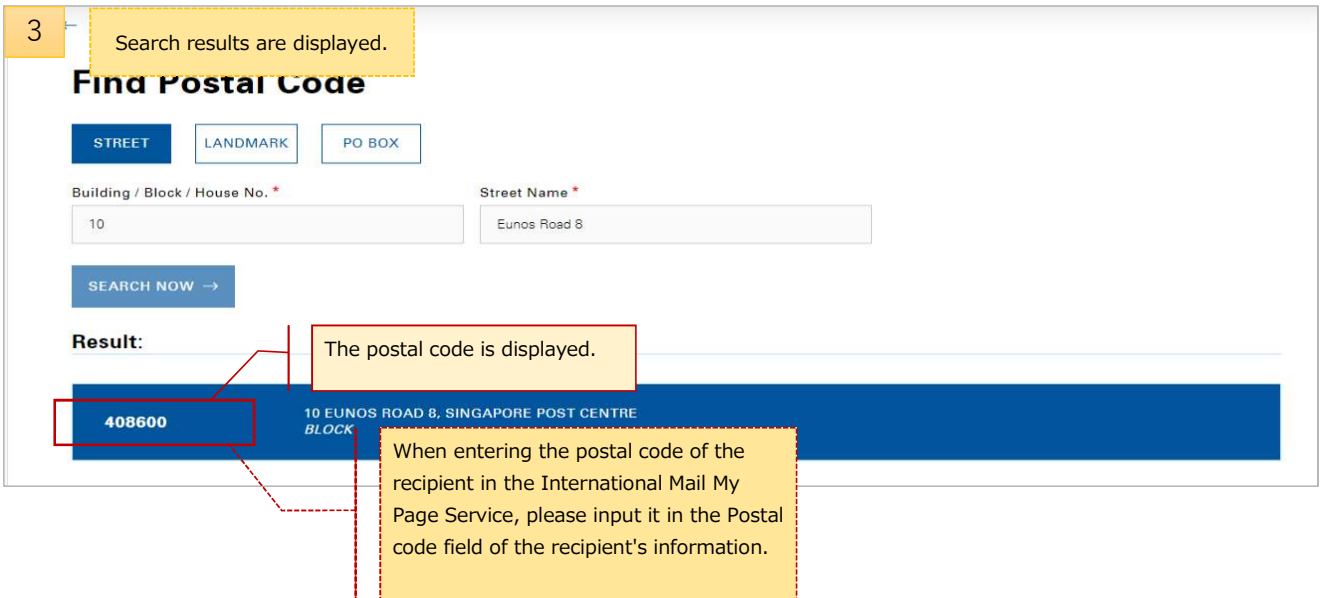 3
←
Search results are displayed.
Find Postal Code
STREET LANDMARK PO BOX
Building / Block / House No. * Street Name *
10 Eunos Road 8
SEARCH NOW →
Result:
The postal code is displayed.
408600 10 EUNOS ROAD 8, SINGAPORE POST CENTRE
BLOCK
When entering the postal code of the
recipient in the International Mail My
Page Service, please input it in the Postal
code field of the recipient's information.